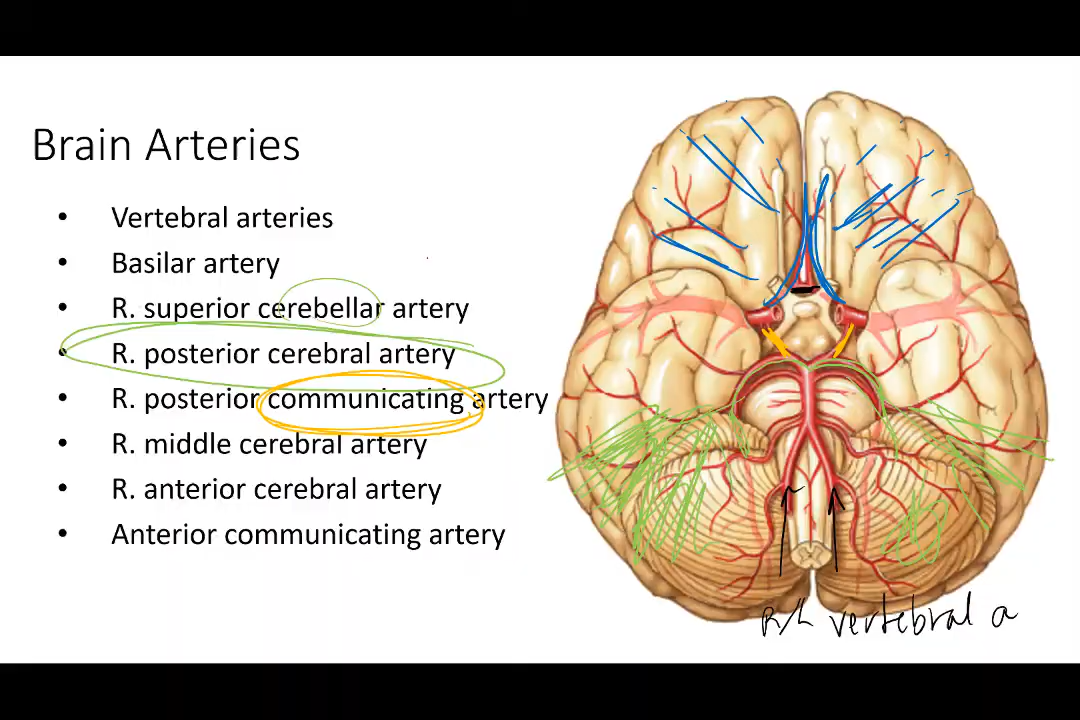 Brain Arteries
• Vertebral arteries
• Basilar artery
• R. superior cerebellar artery
• R. posterior cerebral artery
• R. posterior communicating artery
• R. middle cerebral artery
• R. anterior cerebral artery
• Anterior communicating artery
R/L vertebral a